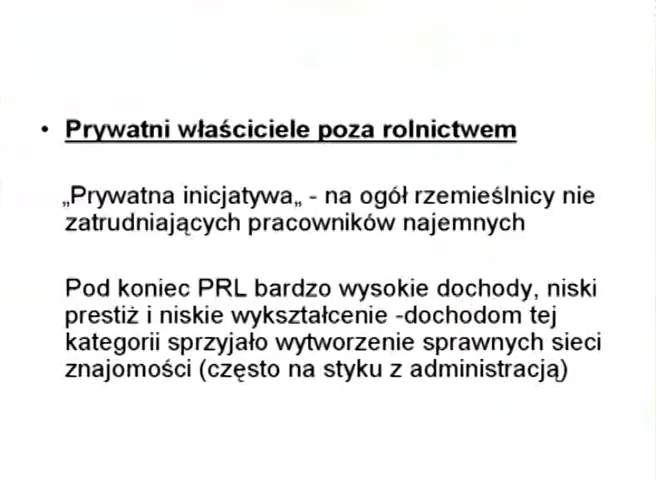 • Prywatni właściciele poza rolnictwem
„Prywatna inicjatywa„ - na ogół rzemieślnicy nie
zatrudniających pracowników najemnych
Pod koniec PRL bardzo wysokie dochody, niski
prestiż i niskie wykształcenie -dochodom tej
kategorii sprzyjało wytworzenie sprawnych sieci
znajomości (często na styku z administracją)